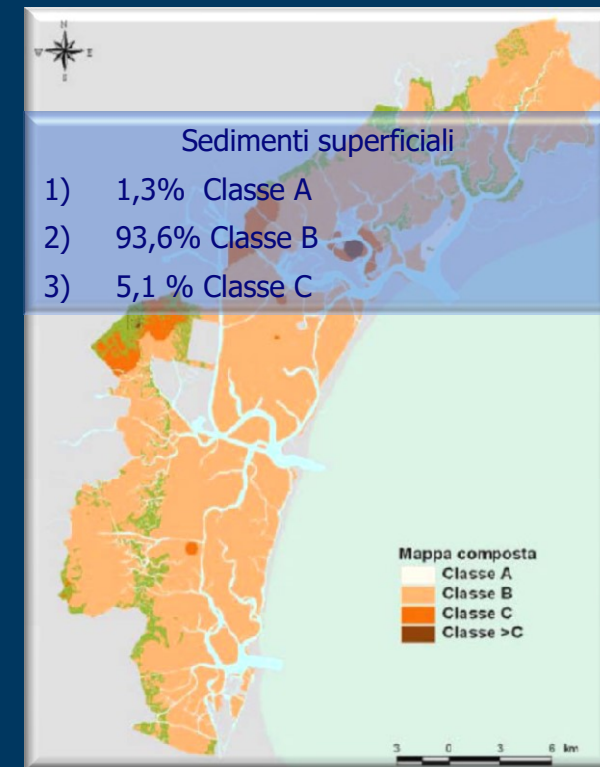 N
W E
S
Sedimenti superficiali
1) 1,3% Classe A
2) 93,6% Classe B
3) 5,1 % Classe C
Mappa composta
Classe A
Classe B
Classe C
Classe >C
3 0 3 6 km